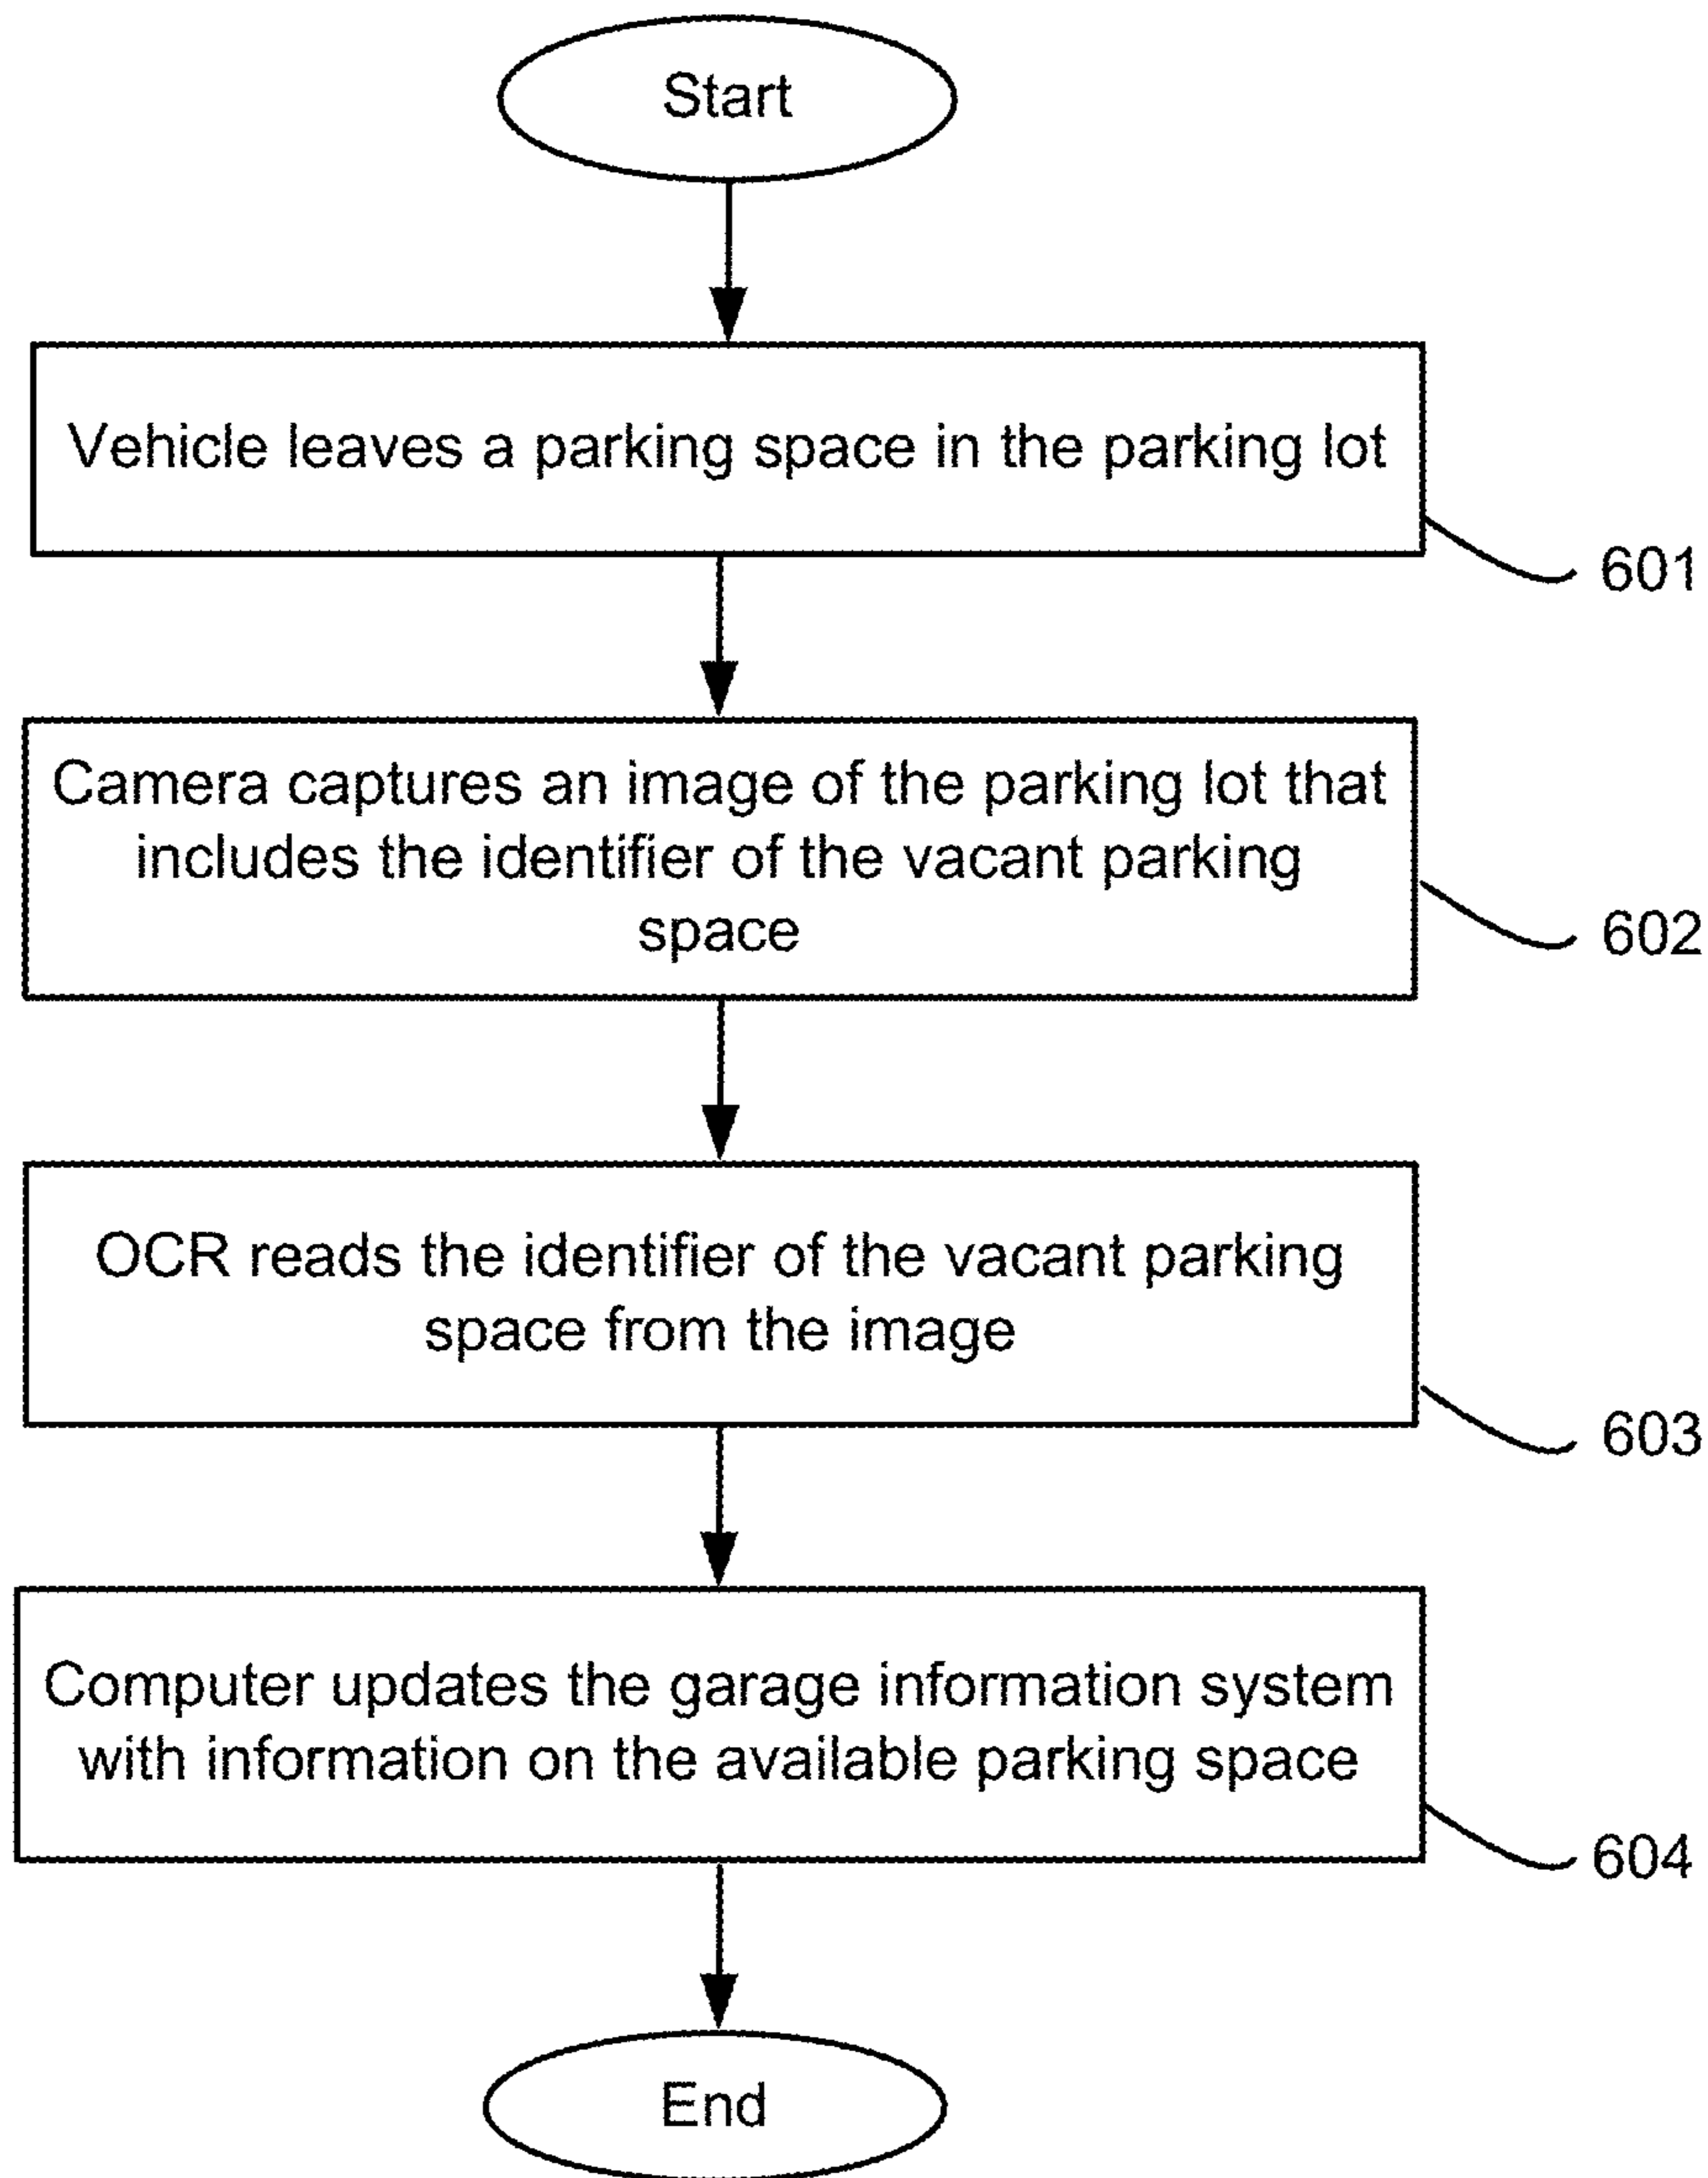 Start
Vehicle leaves a parking space in the parking lot
601
Camera captures an image of the parking lot that
includes the identifier of the vacant parking
space
602
OCR reads the identifier of the vacant parking
space from the image
603
Computer updates the garage information system
with information on the available parking space
604
End